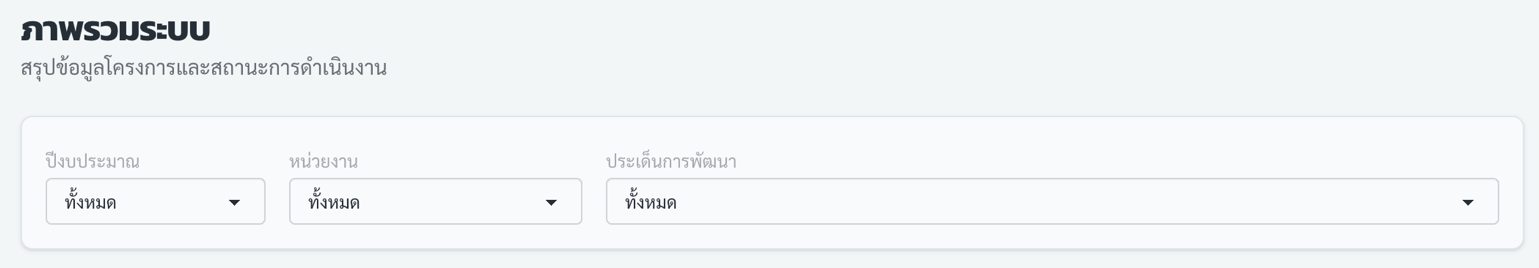 ภาพรวมระบบ
สรุปข้อมูลโครงการและสถานะการดำเนินงาน
ปีงบประมาณ หน่วยงาน ประเด็นการพัฒนา
ทั้งหมด ทั้งหมด ทั้งหมด